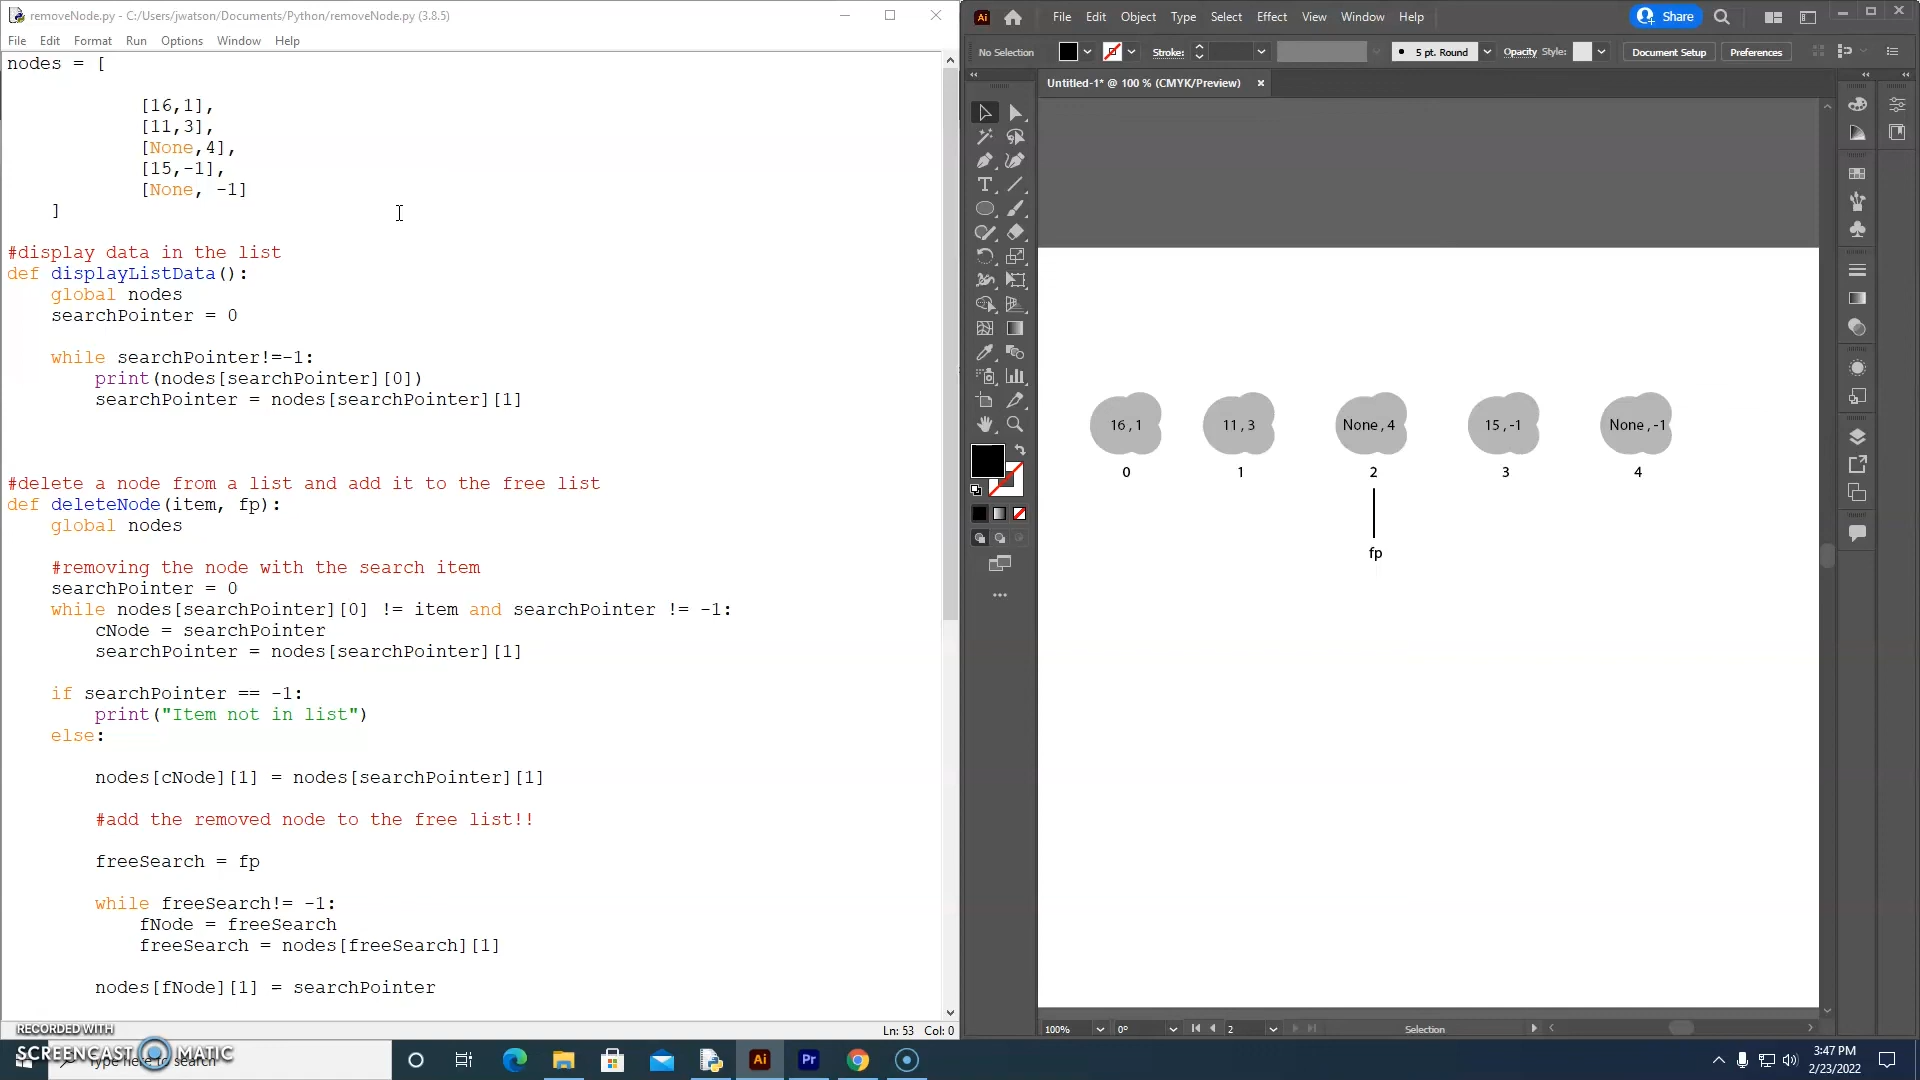 removeNode.py - C:/Users/jwatson/Documents/Python/removeNode.py (3.8.5)
File Edit Format Run Options Window Help
nodes = [
[16,1],
[11,3],
[None,4],
[15,-1],
[None, -1]
]
#display data in the list
def displayListData():
global nodes
searchPointer = 0
while searchPointer!=-1:
print(nodes[searchPointer][0])
searchPointer = nodes[searchPointer][1]
#delete a node from a list and add it to the free list
def deleteNode(item, fp):
global nodes
#removing the node with the search item
searchPointer = 0
while nodes[searchPointer][0] != item and searchPointer != -1:
cNode = searchPointer
searchPointer = nodes[searchPointer][1]
if searchPointer == -1:
print("Item not in list")
else:
nodes[cNode][1] = nodes[searchPointer][1]
#add the removed node to the free list!!
freeSearch = fp
while freeSearch!= -1:
fNode = freeSearch
freeSearch = nodes[freeSearch][1]
nodes[fNode][1] = searchPointer
Ln: 53 Col: 0
Ai File Edit Object Type Select Effect View Window Help Share
No Selection Stroke: 5 pt. Round Opacity Style: Document Setup Preferences
Untitled-1* @ 100 % (CMYK/Preview) ×
16,1 11,3 None,4 15,-1 None,-1
0 1 2 3 4
fp
100% 0° 2 Selection
RECORDED WITH
SCREENCAST MATIC
Type here to search
Ai Pr
3:47 PM
2/23/2022